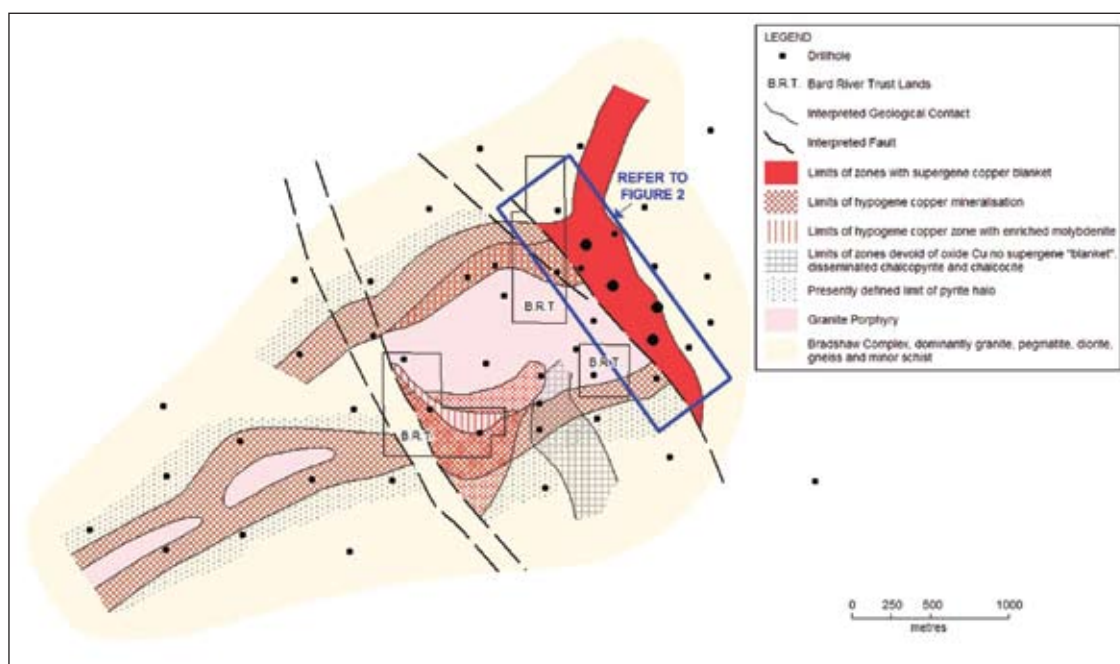 REFER TO
FIGURE 2
B.R.T.
B.R.T.
B.R.T.
LEGEND
Drillhole
B.R.T. Bard River Trust Lands
Interpreted Geological Contact
Interpreted Fault
Limits of zones with supergene copper blanket
Limits of hypogene copper mineralisation
Limits of hypogene copper zone with enriched molybdenite
Limits of zones devoid of oxide Cu no supergene "blanket",
disseminated chalcopyrite and chalcocite
Presently defined limit of pyrite halo
Granite Porphyry
Bradshaw Complex, dominantly granite, pegmatite, diorite,
gneiss and minor schist
0 250 500 1000
metres